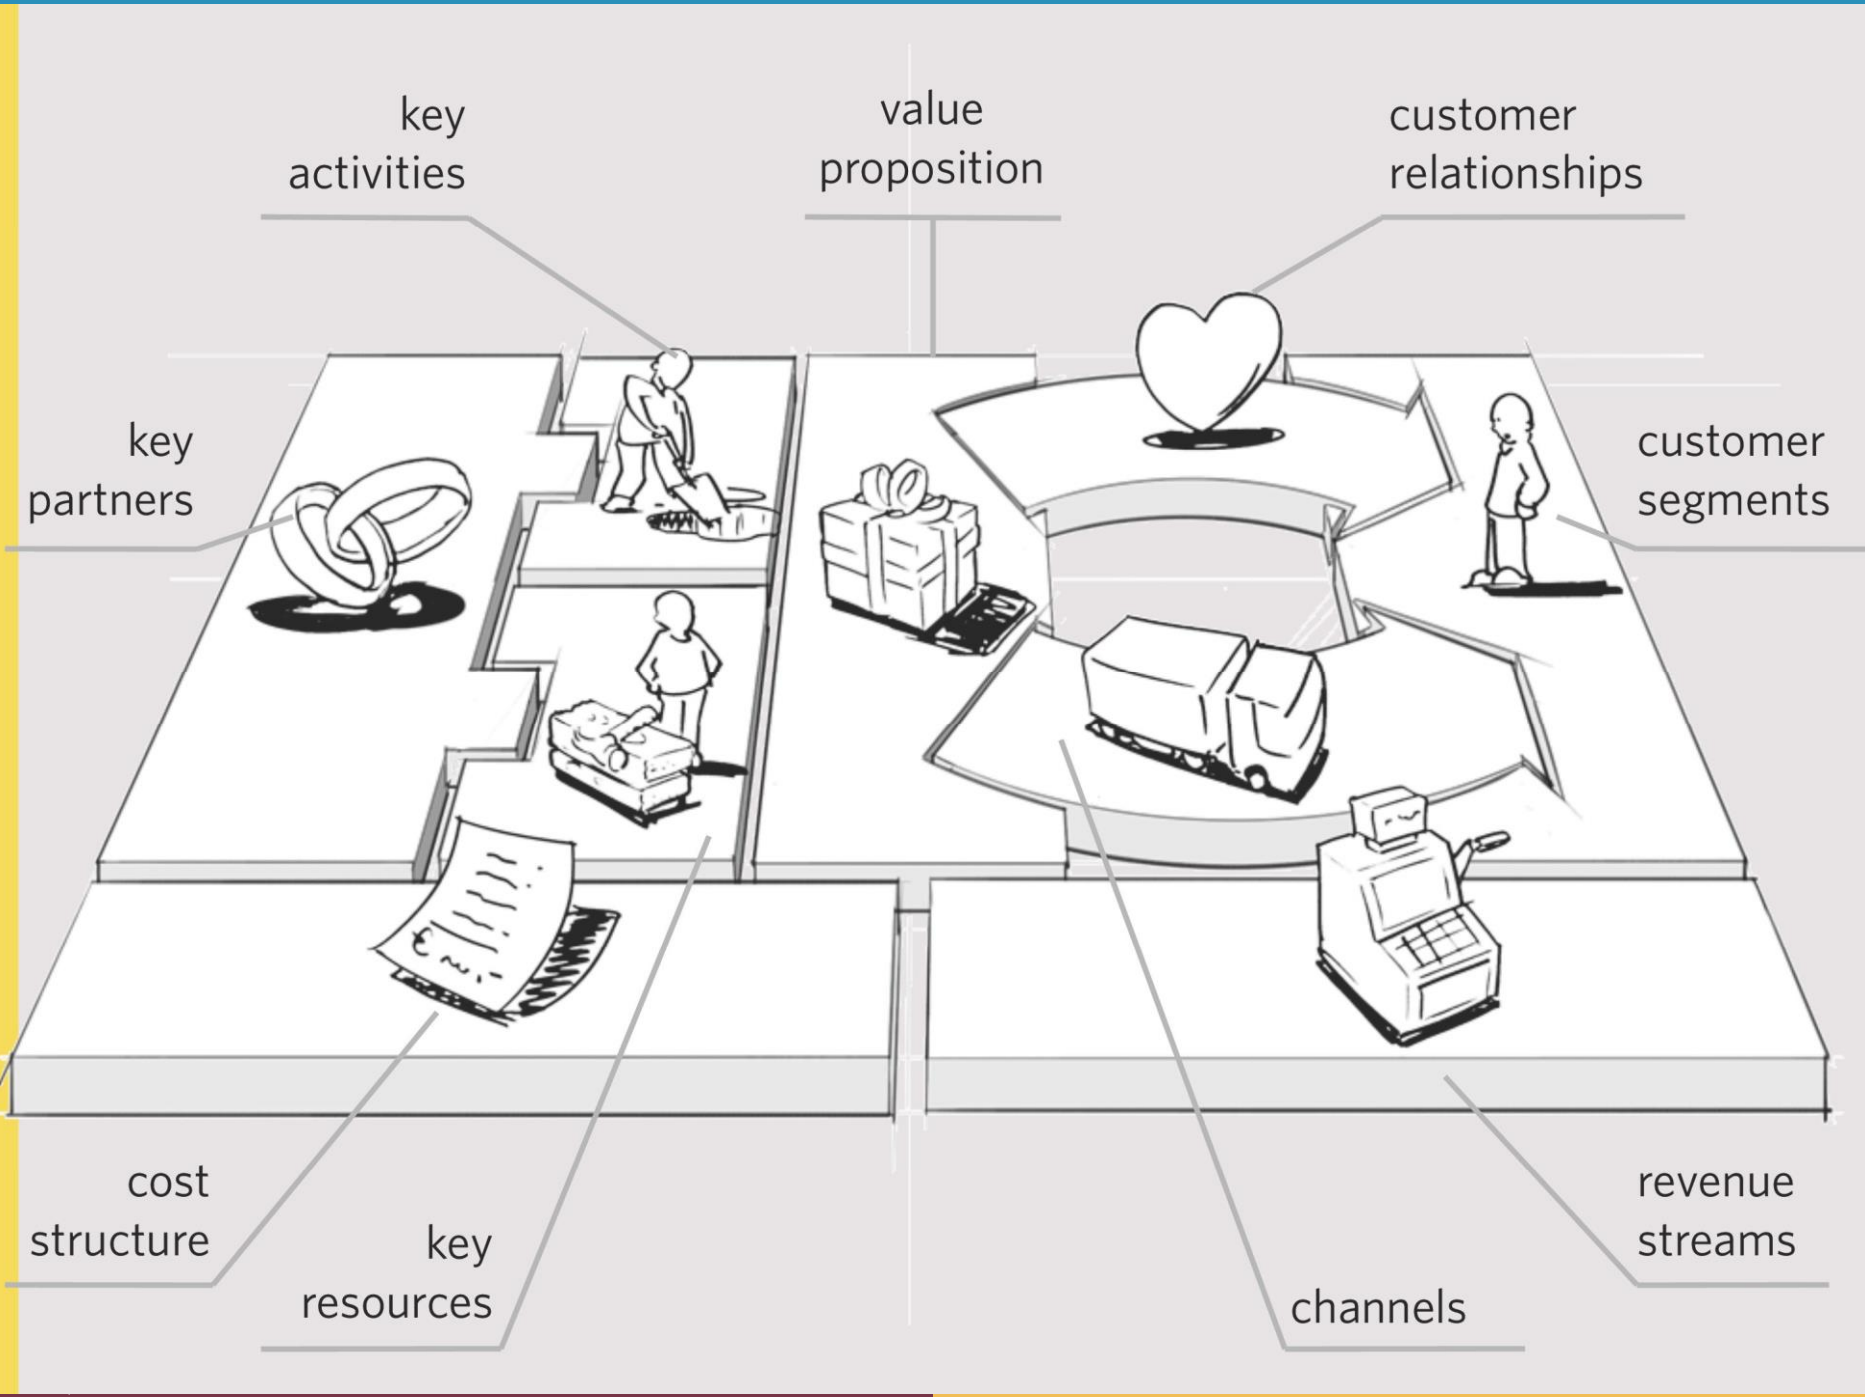 key
activities
value
proposition
customer
relationships
key
partners
customer
segments
cost
structure
key
resources
channels
revenue
streams
€